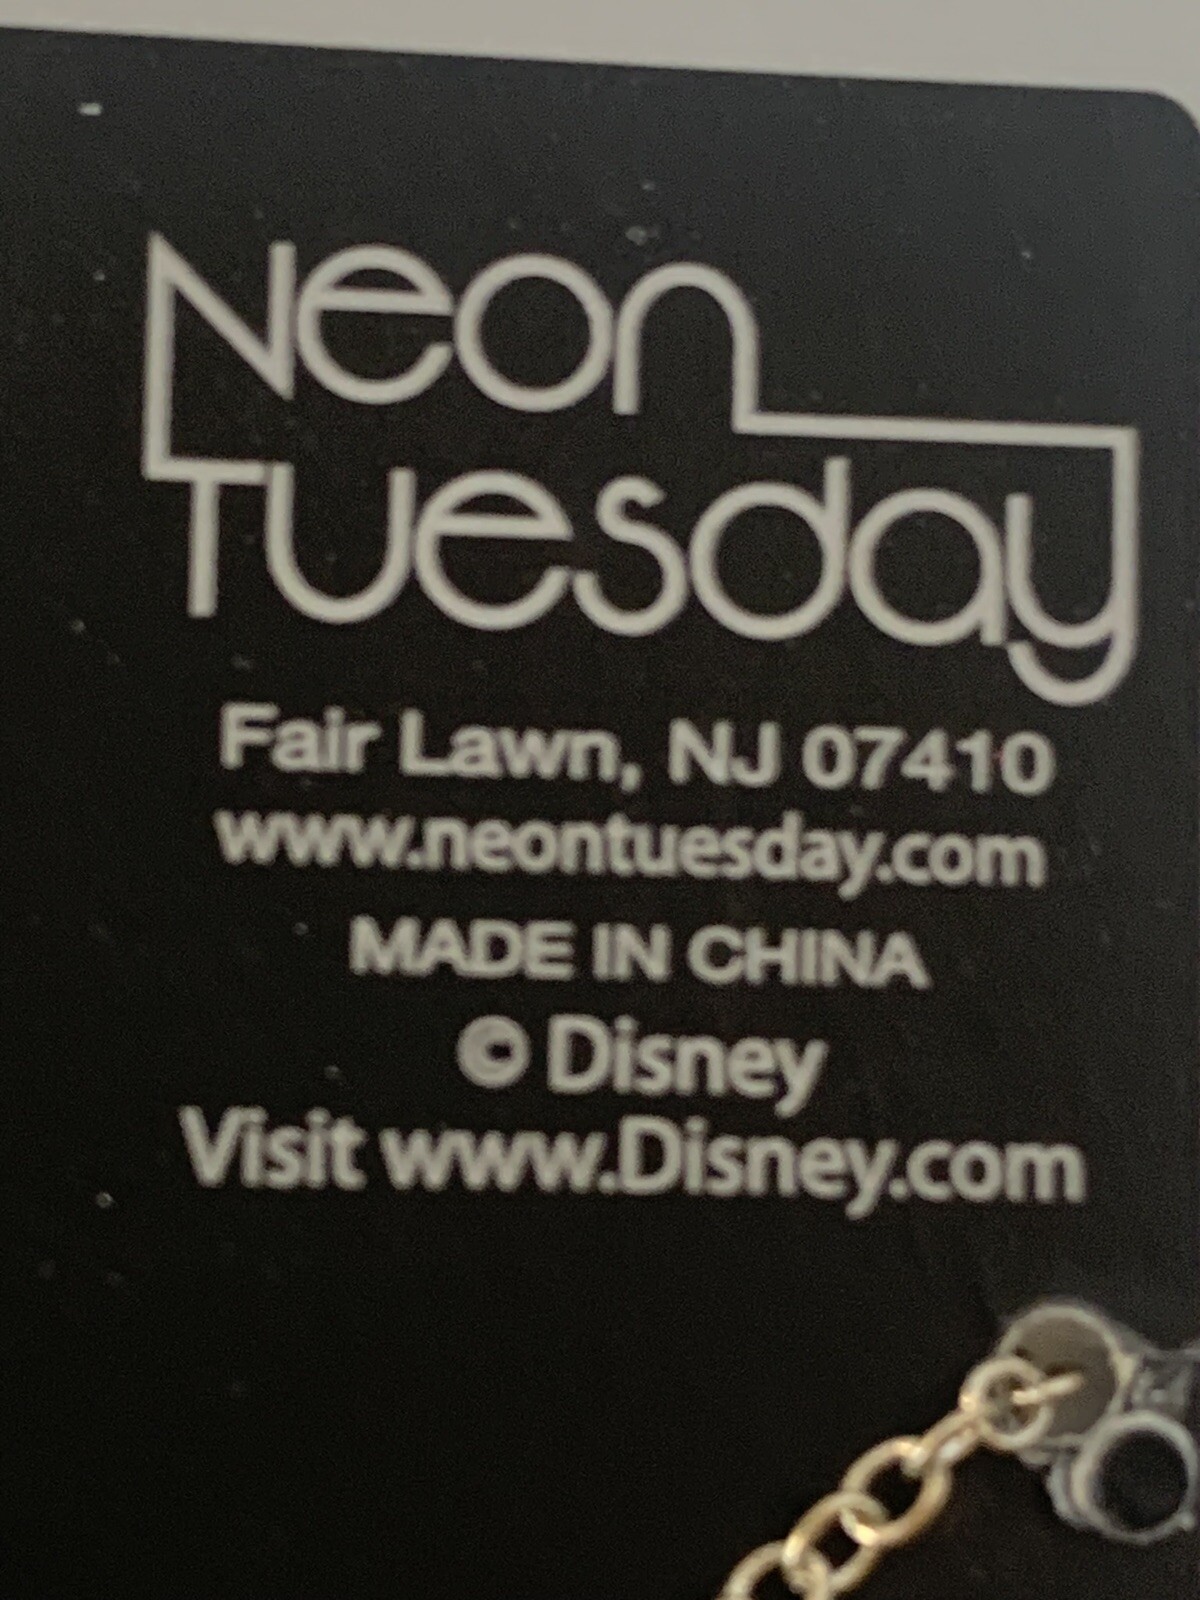 Neon
Tuesday
Fair Lawn, NJ 07410
www.neontuesday.com
MADE IN CHINA
© Disney
Visit www.Disney.com